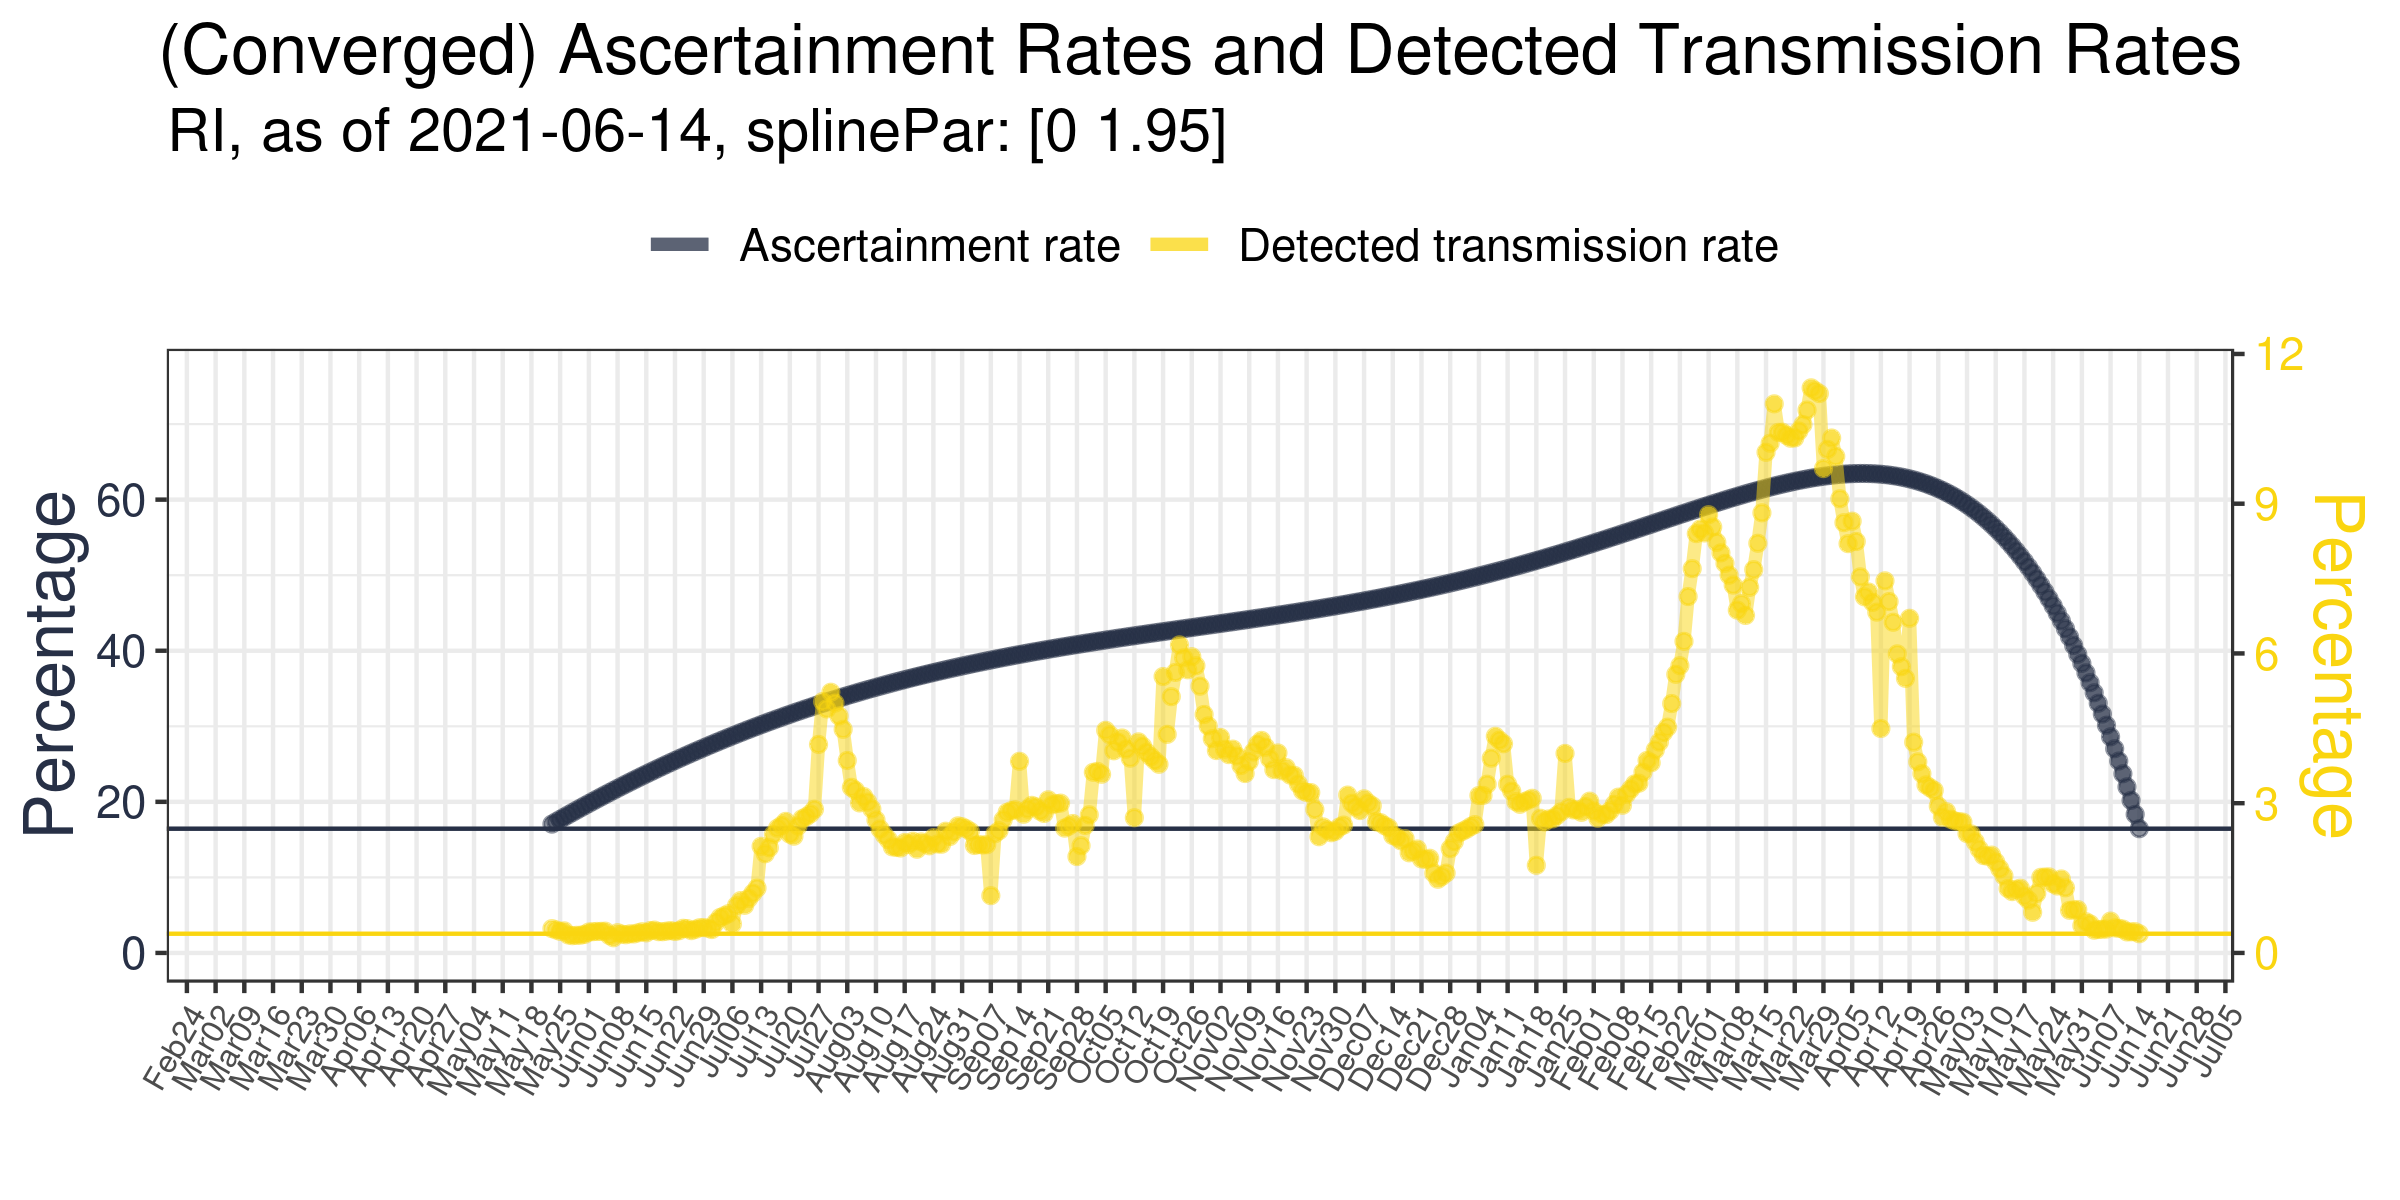 (Converged) Ascertainment Rates and Detected Transmission Rates
RI, as of 2021-06-14, splinePar: [0 1.95]
Ascertainment rate
Detected transmission rate
Percentage
60
40
20
0
12
9
6
3
0
Percentage
Feb24
Mar02
Mar09
Mar16
Mar23
Mar30
Apr06
Apr13
Apr20
Apr27
May04
May11
May18
May25
Jun01
Jun08
Jun15
Jun22
Jun29
Jul06
Jul13
Jul20
Jul27
Aug03
Aug10
Aug17
Aug24
Aug31
Sep07
Sep14
Sep21
Sep28
Oct05
Oct12
Oct19
Oct26
Nov02
Nov09
Nov16
Nov23
Nov30
Dec07
Dec14
Dec21
Dec28
Jan04
Jan11
Jan18
Jan25
Feb01
Feb08
Feb15
Feb22
Mar01
Mar08
Mar15
Mar22
Mar29
Apr05
Apr12
Apr19
Apr26
May03
May10
May17
May24
May31
Jun07
Jun14
Jun21
Jun28
Jul05